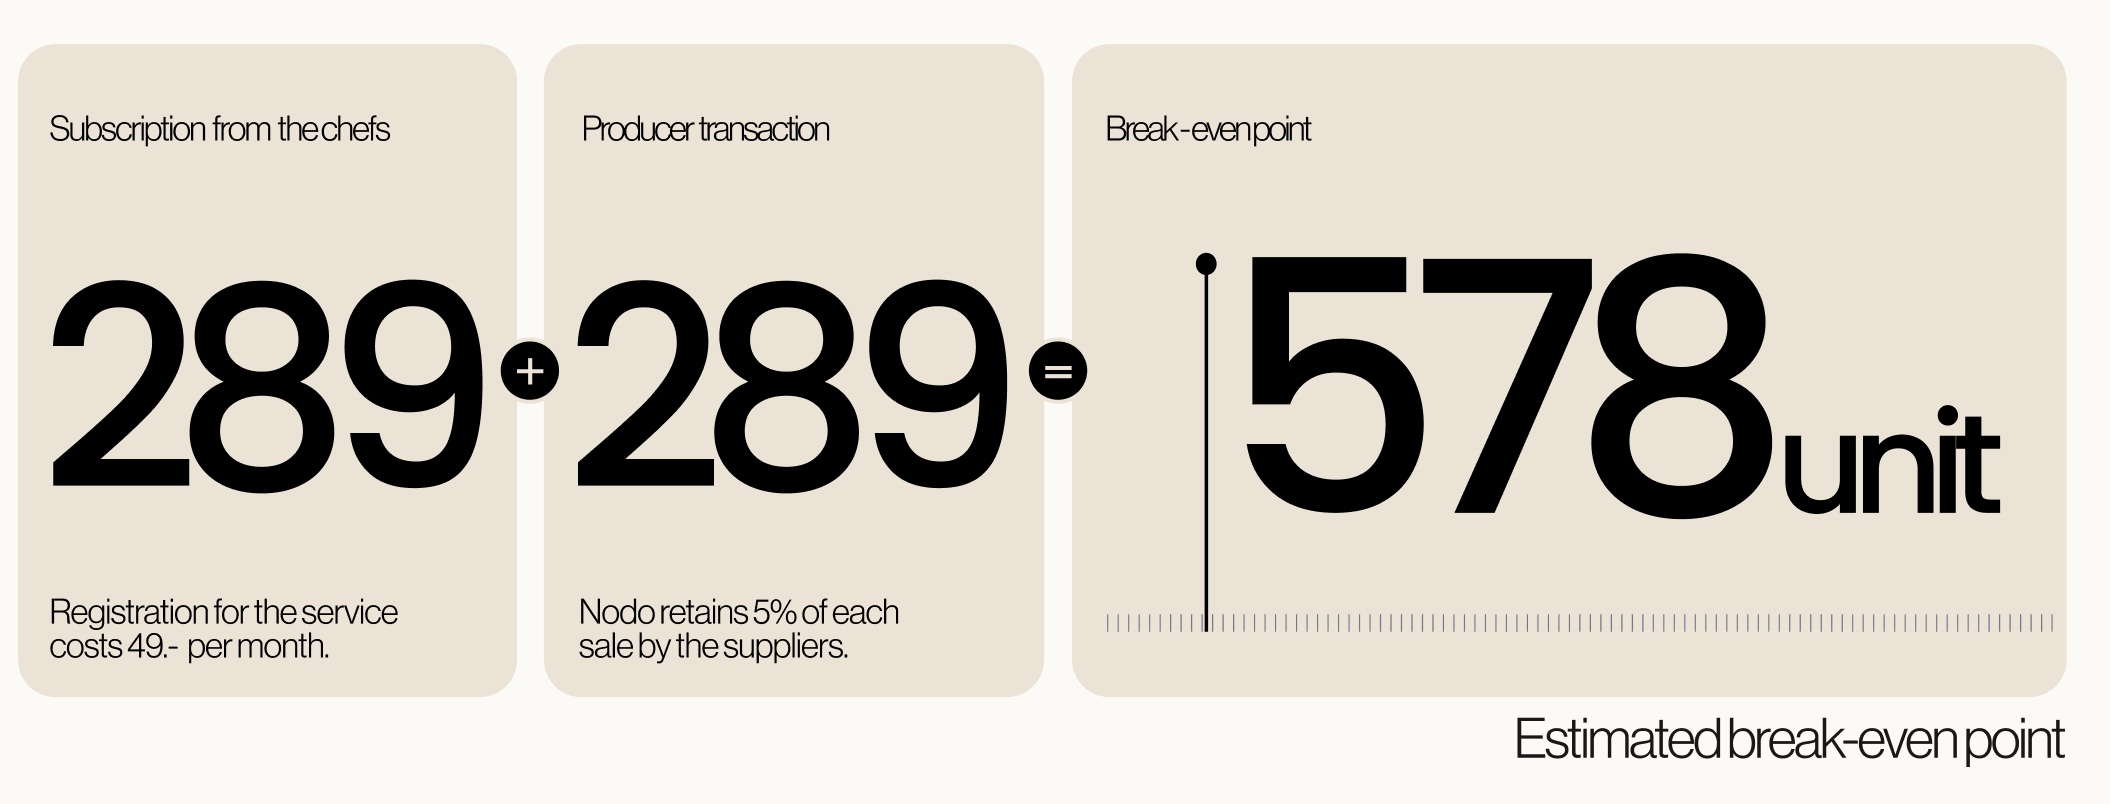 Subscription from the chefs
289
Registration for the service
costs 49.- per month.
+
Producer transaction
289
Nodo retains 5% of each
sale by the suppliers.
=
Break-even point
578 unit
Estimated break-even point